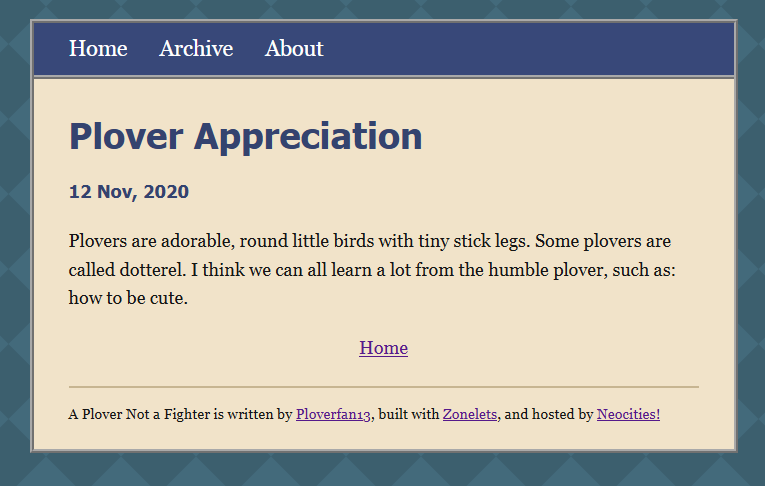 Home Archive About
Plover Appreciation
12 Nov, 2020
Plovers are adorable, round little birds with tiny stick legs. Some plovers are
called dotterel. I think we can all learn a lot from the humble plover, such as:
how to be cute.
Home
A Plover Not a Fighter is written by Ploverfan13, built with Zonelets, and hosted by Neocities!